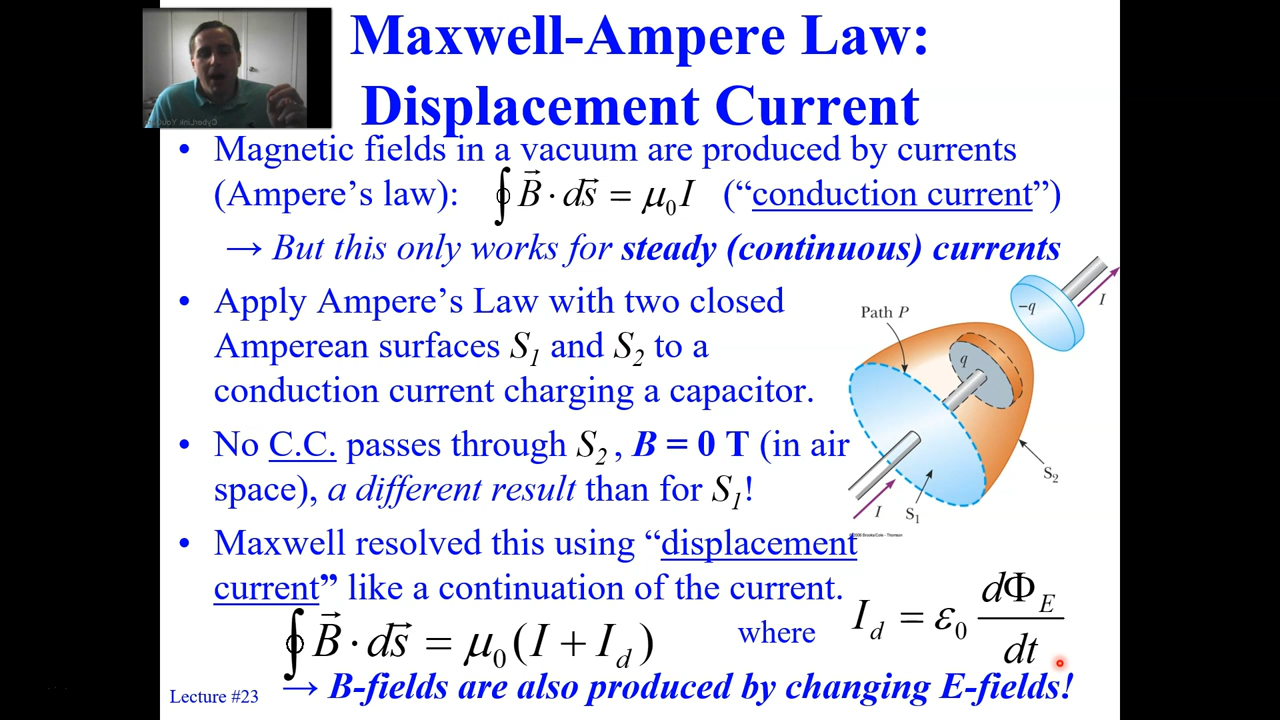 Maxwell-Ampere Law:
Displacement Current
• Magnetic fields in a vacuum are produced by currents
(Ampere’s law): ∮ B⃗ · ds⃗ = μ₀I (“conduction current”)
→ But this only works for steady (continuous) currents
• Apply Ampere’s Law with two closed
Amperean surfaces S₁ and S₂ to a
conduction current charging a capacitor.
• No C.C. passes through S₂ , B = 0 T (in air
space), a different result than for S₁!
• Maxwell resolved this using “displacement
current” like a continuation of the current.
∮ B⃗ · ds⃗ = μ₀(I + I_d) where I_d = ε₀ dΦ_E/dt
→ B-fields are also produced by changing E-fields!
Lecture #23
Path P
q
−q
I
S₂
I
S₁
©2006 Brooks/Cole - Thomson